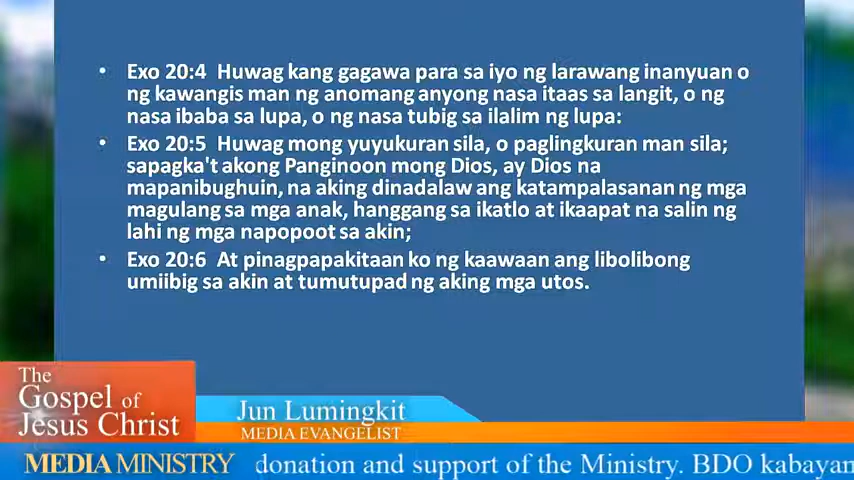 • Exo 20:4 Huwag kang gagawa para sa iyo ng larawang inanyuan o
ng kawangis man ng anomang anyong nasa itaas sa langit, o ng
nasa ibaba sa lupa, o ng nasa tubig sa ilalim ng lupa:
• Exo 20:5 Huwag mong yuyukuran sila, o paglingkuran man sila;
sapagka't akong Panginoon mong Dios, ay Dios na
mapanibughuin, na aking dinadalaw ang katampalasanan ng mga
magulang sa mga anak, hanggang sa ikatlo at ikaapat na salin ng
lahi ng mga napopoot sa akin;
• Exo 20:6 At pinagpapakitaan ko ng kaawaan ang libolibong
umiibig sa akin at tumutupad ng aking mga utos.
The
Gospel of
Jesus Christ
Jun Lumingkit
MEDIA EVANGELIST
MEDIA MINISTRY
donation and support of the Ministry. BDO kabayan